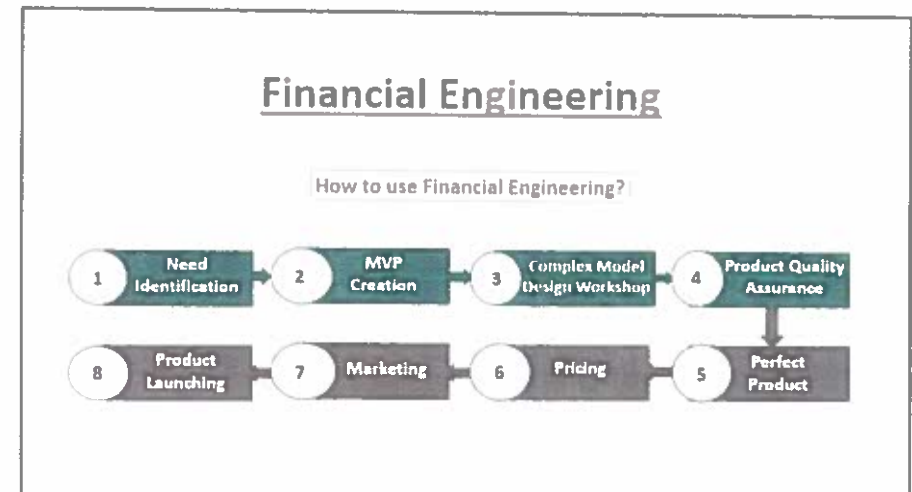 Financial Engineering
How to use Financial Engineering?
1
Need
Identification
2
MVP
Creation
3
Complex Model
Design Workshop
4
Product Quality
Assurance
5
Perfect
Product
6
Pricing
7
Marketing
8
Product
Launching